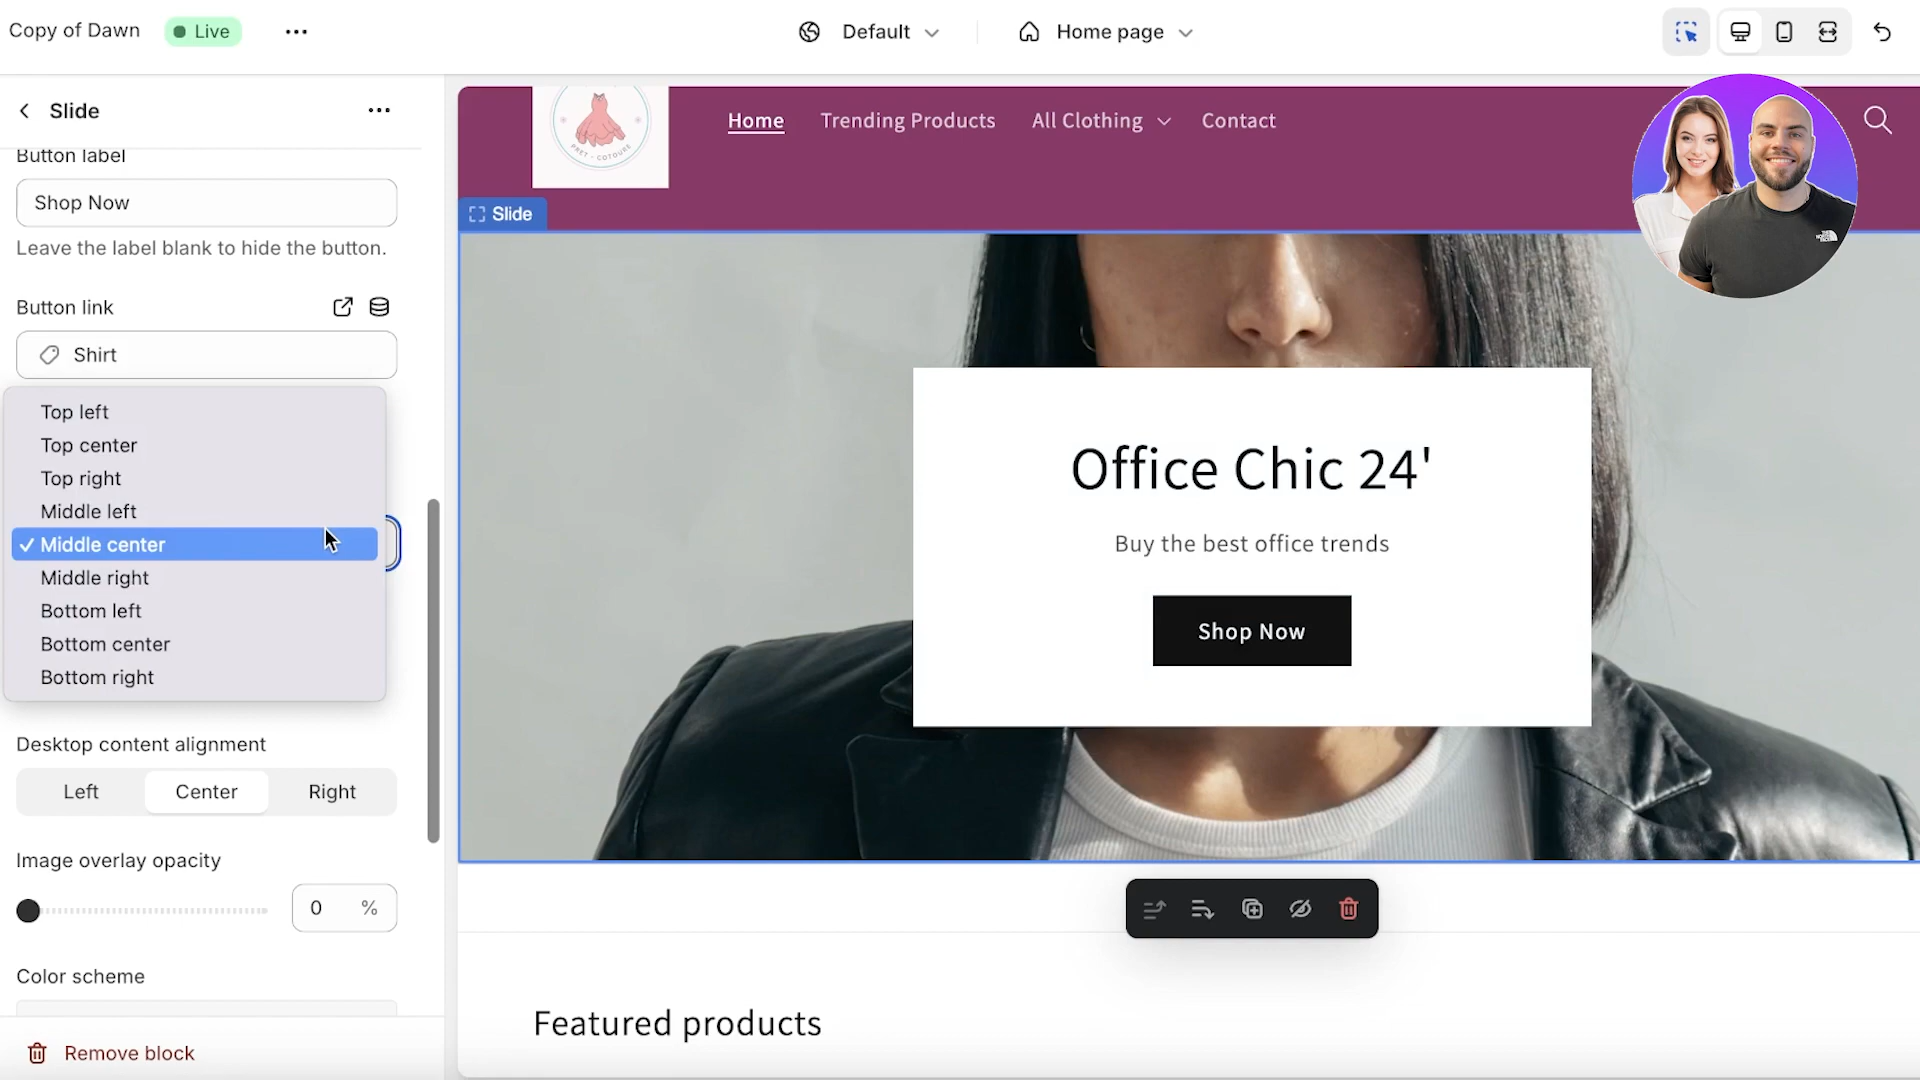 Copy of Dawn
Live
Default
Home page
Slide
Button label
Shop Now
Leave the label blank to hide the button.
Button link
Shirt
Top left
Top center
Top right
Middle left
Middle center
Middle right
Bottom left
Bottom center
Bottom right
Desktop content alignment
Left Center Right
Image overlay opacity
0 %
Color scheme
Remove block
PRET - COTOURE
Home Trending Products All Clothing Contact
Slide
Office Chic 24'
Buy the best office trends
Shop Now
Featured products